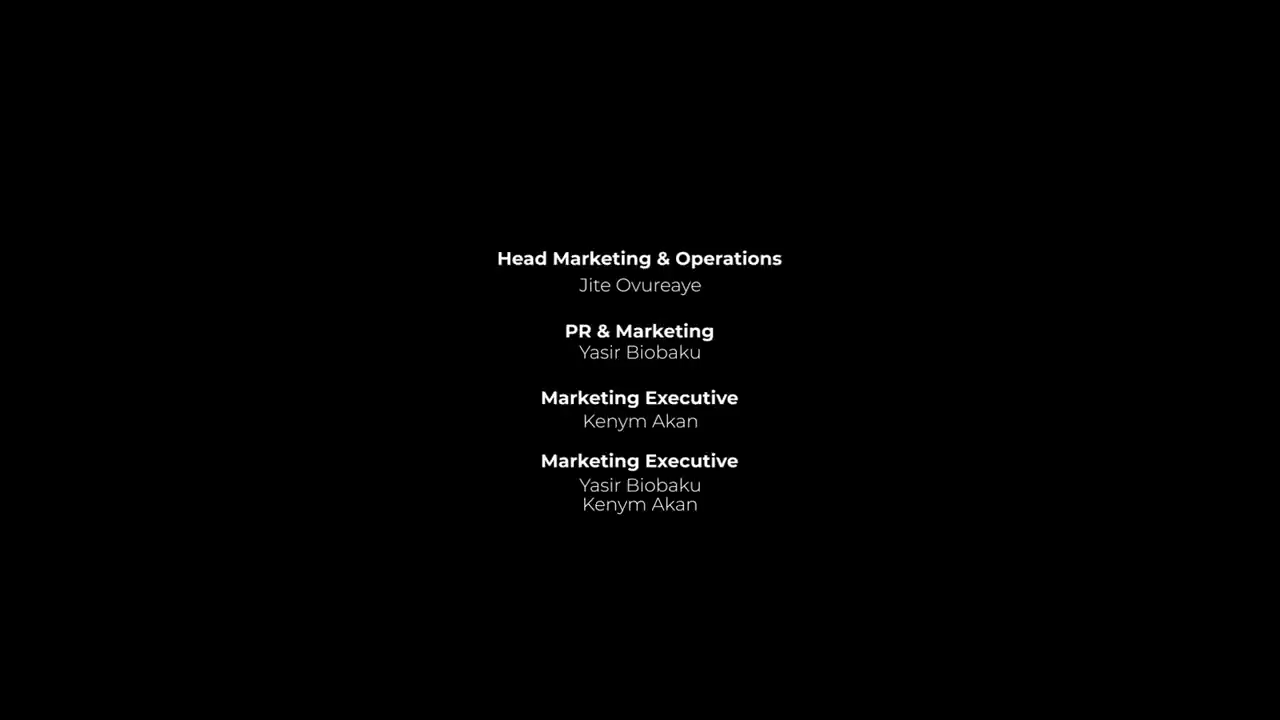 Head Marketing & Operations
Jite Ovureaye
PR & Marketing
Yasir Biobaku
Marketing Executive
Kenym Akan
Marketing Executive
Yasir Biobaku
Kenym Akan